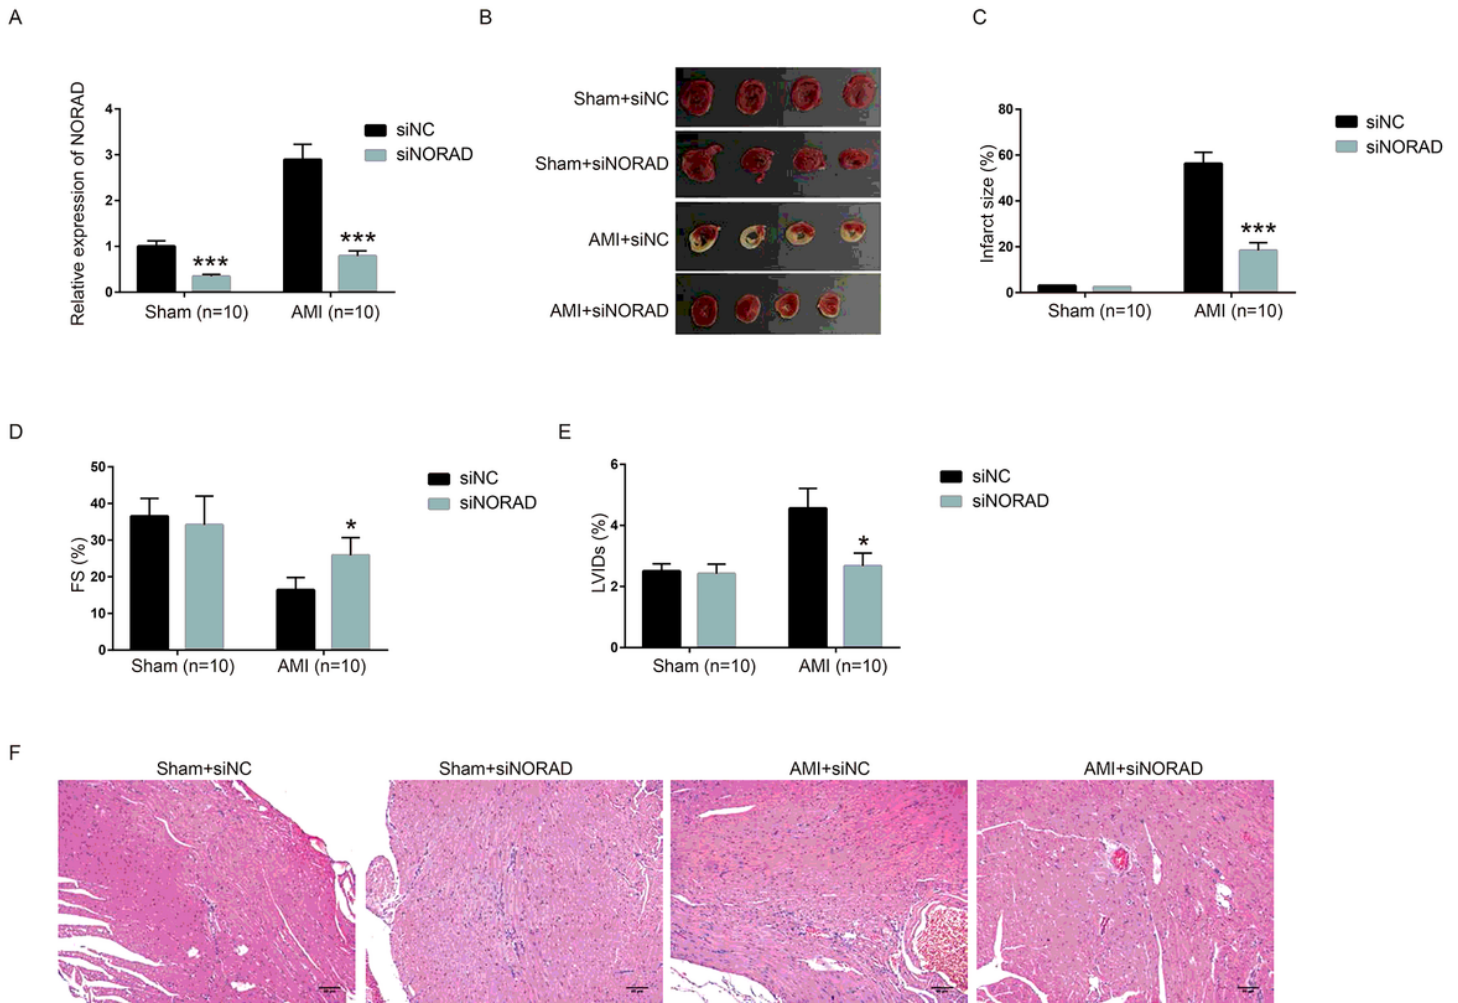 A
Relative expression of NORAD
4
3
2
1
0
***
***
siNC
siNORAD
Sham (n=10)
AMI (n=10)
B
Sham+siNC
Sham+siNORAD
AMI+siNC
AMI+siNORAD
C
Infarct size (%)
80
60
40
20
0
***
siNC
siNORAD
Sham (n=10)
AMI (n=10)
D
FS (%)
50
40
30
20
10
0
*
siNC
siNORAD
Sham (n=10)
AMI (n=10)
E
LVIDs (%)
6
4
2
0
*
siNC
siNORAD
Sham (n=10)
AMI (n=10)
F
Sham+siNC
Sham+siNORAD
AMI+siNC
AMI+siNORAD